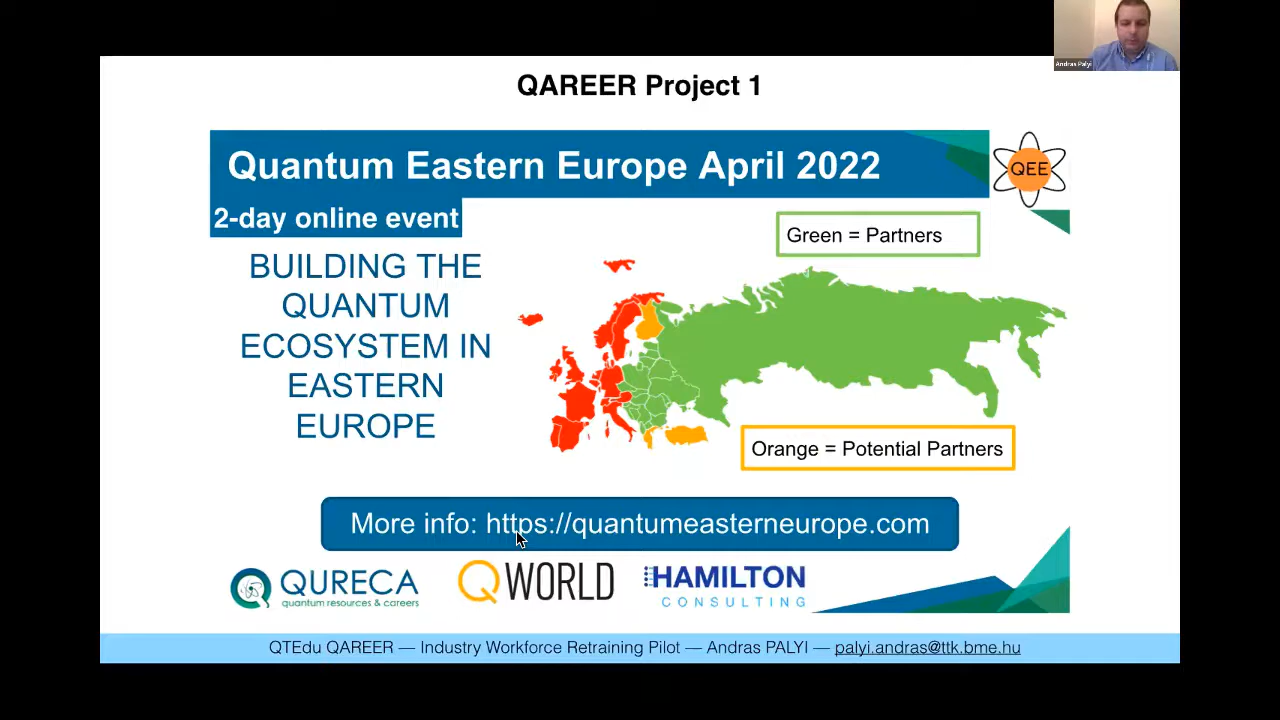 Andras Palyi
QAREER Project 1
Quantum Eastern Europe April 2022
QEE
2-day online event
Green = Partners
BUILDING THE
QUANTUM
ECOSYSTEM IN
EASTERN
EUROPE
Orange = Potential Partners
More info: https://quantumeasterneurope.com
QURECA
quantum resources & careers
QWORLD
HAMILTON
CONSULTING
QTEdu QAREER — Industry Workforce Retraining Pilot — Andras PALYI — palyi.andras@ttk.bme.hu